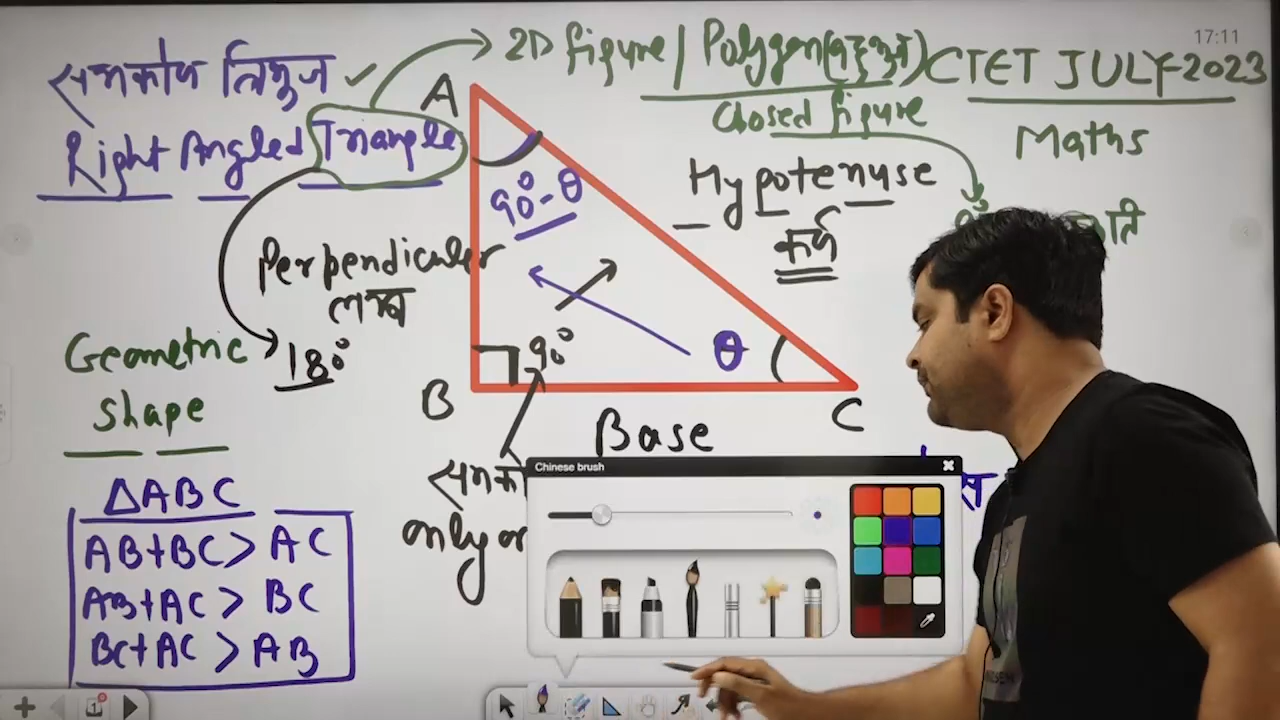 17:11
समकोण त्रिभुज
Right Angled Triangle
2D figure / Polygon(बहुभुज)
Closed figure
CTET JULY-2023
Maths
A
90°-θ
Hypotenuse
कर्ण
Perpendicular
लम्ब
180°
90°
θ
B
C
Base
Geometric
shape
ΔABC
AB+BC > AC
AB+AC > BC
BC+AC > AB
only
Chinese brush
1